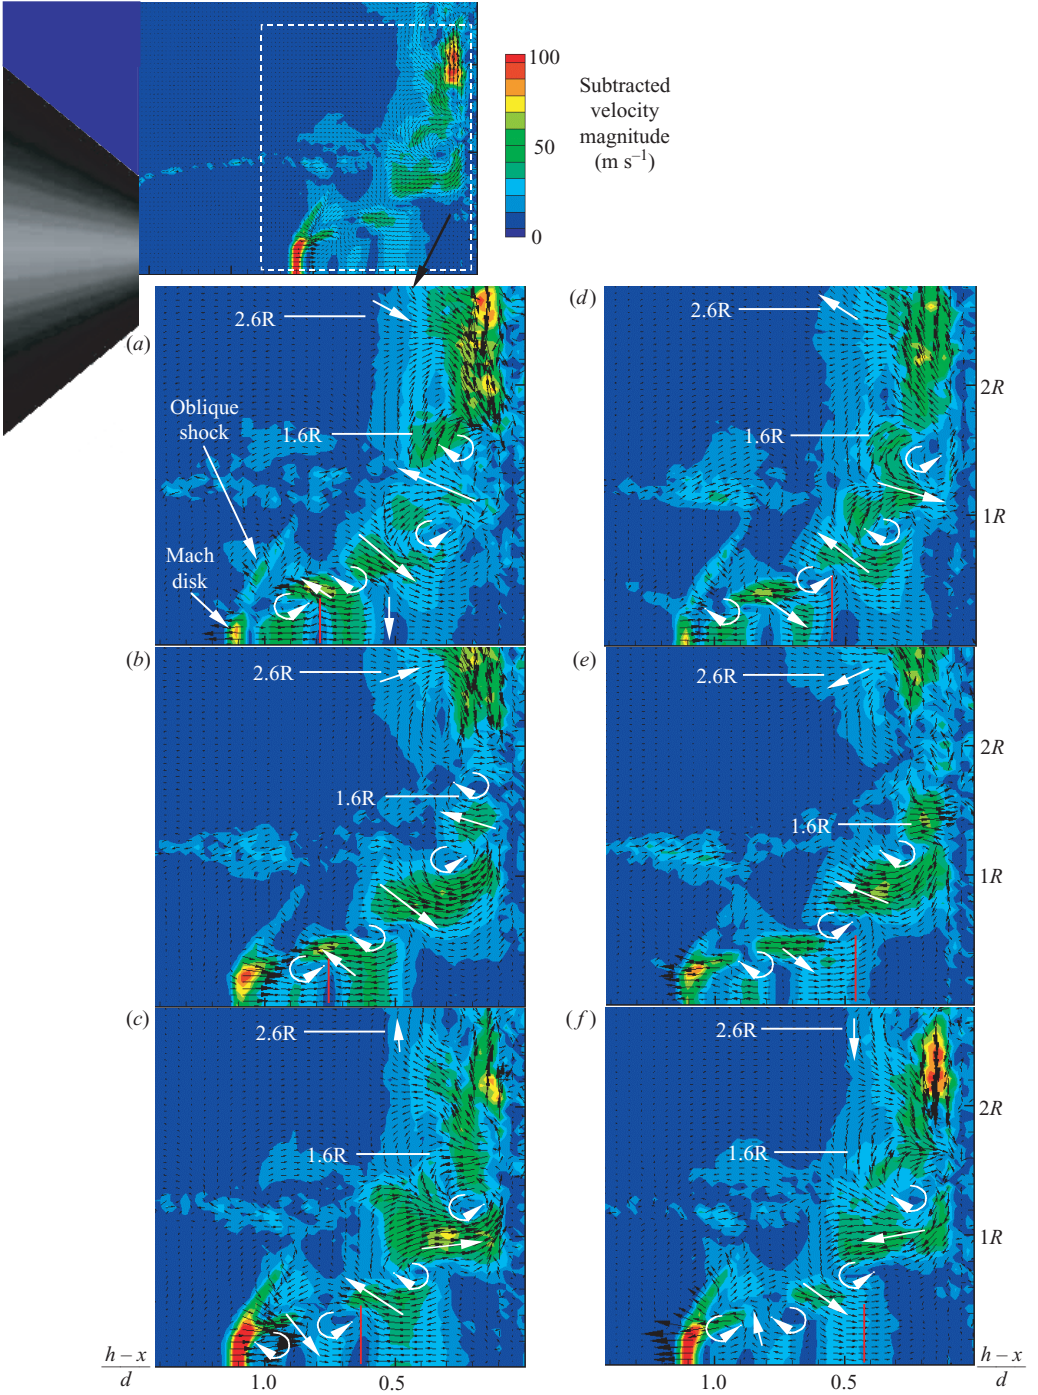 100
50
0
Subtracted
velocity
magnitude
(m s⁻¹)
(a)
2.6R
Oblique
shock
1.6R
Mach
disk
(d)
2.6R
1.6R
2R
1R
(b)
2.6R
1.6R
(e)
2.6R
1.6R
2R
1R
(c)
2.6R
1.6R
(f)
2.6R
1.6R
2R
1R
h – x
d
1.0
0.5
1.0
0.5
h – x
d